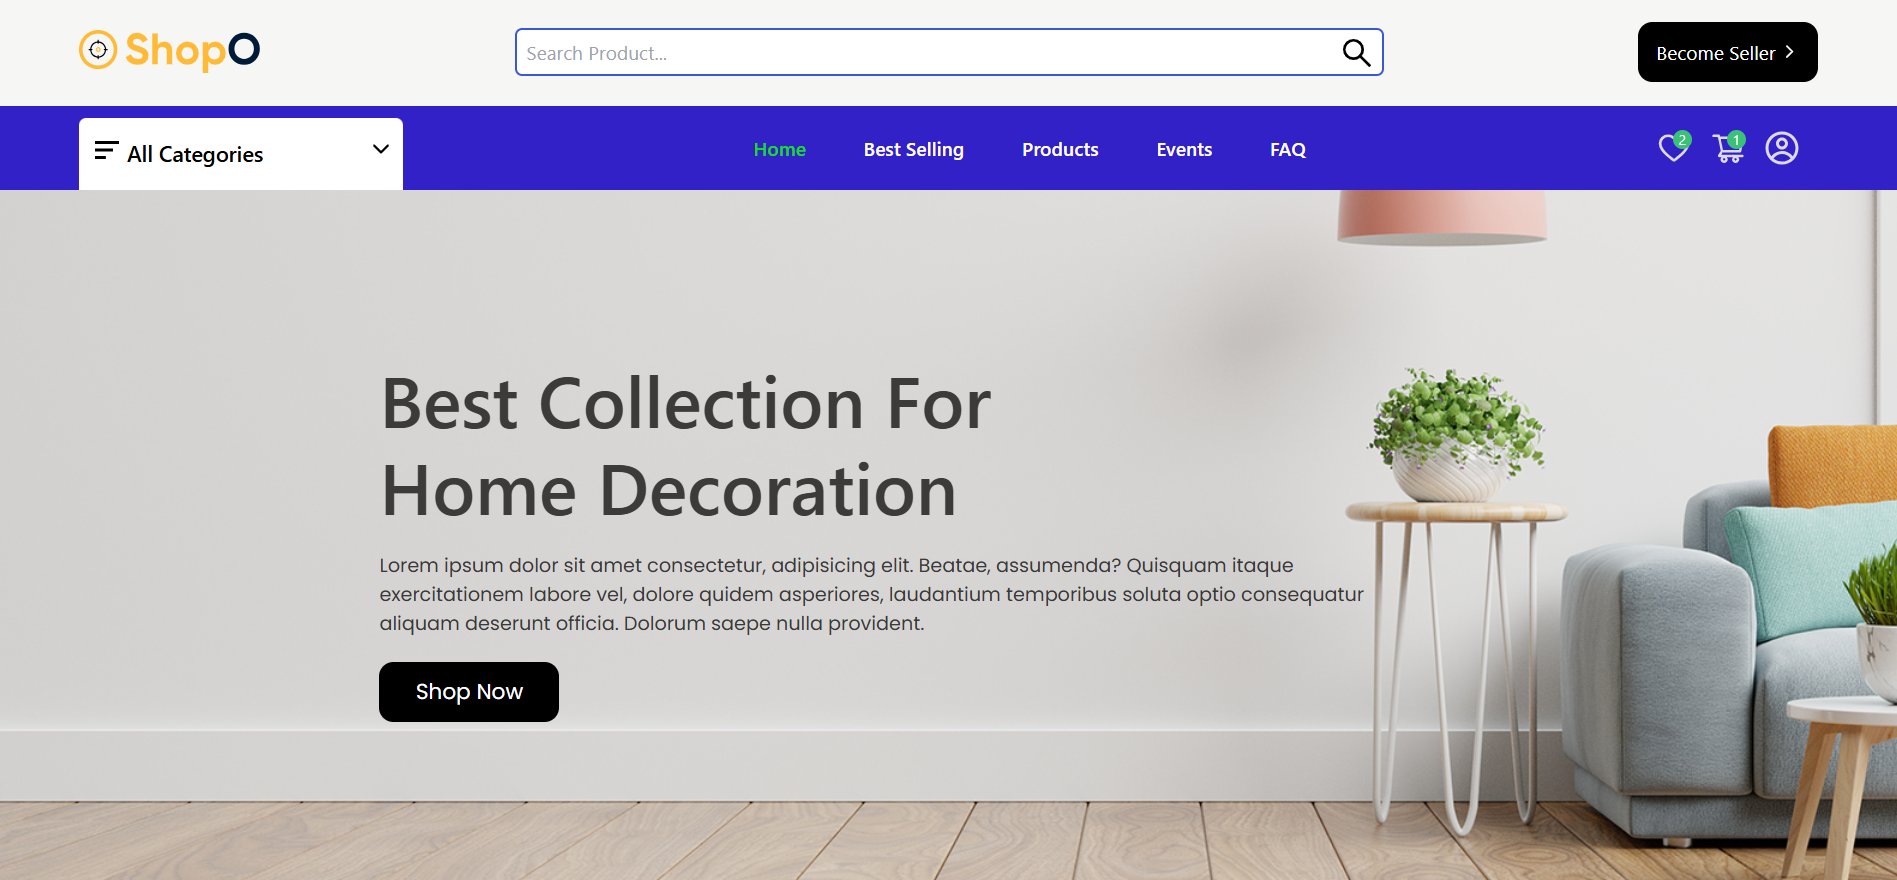 ShopO
Search Product...
Become Seller
All Categories
Home
Best Selling
Products
Events
FAQ
2
1
Best Collection For
Home Decoration
Lorem ipsum dolor sit amet consectetur, adipisicing elit. Beatae, assumenda? Quisquam itaque
exercitationem labore vel, dolore quidem asperiores, laudantium temporibus soluta optio consequatur
aliquam deserunt officia. Dolorum saepe nulla provident.
Shop Now